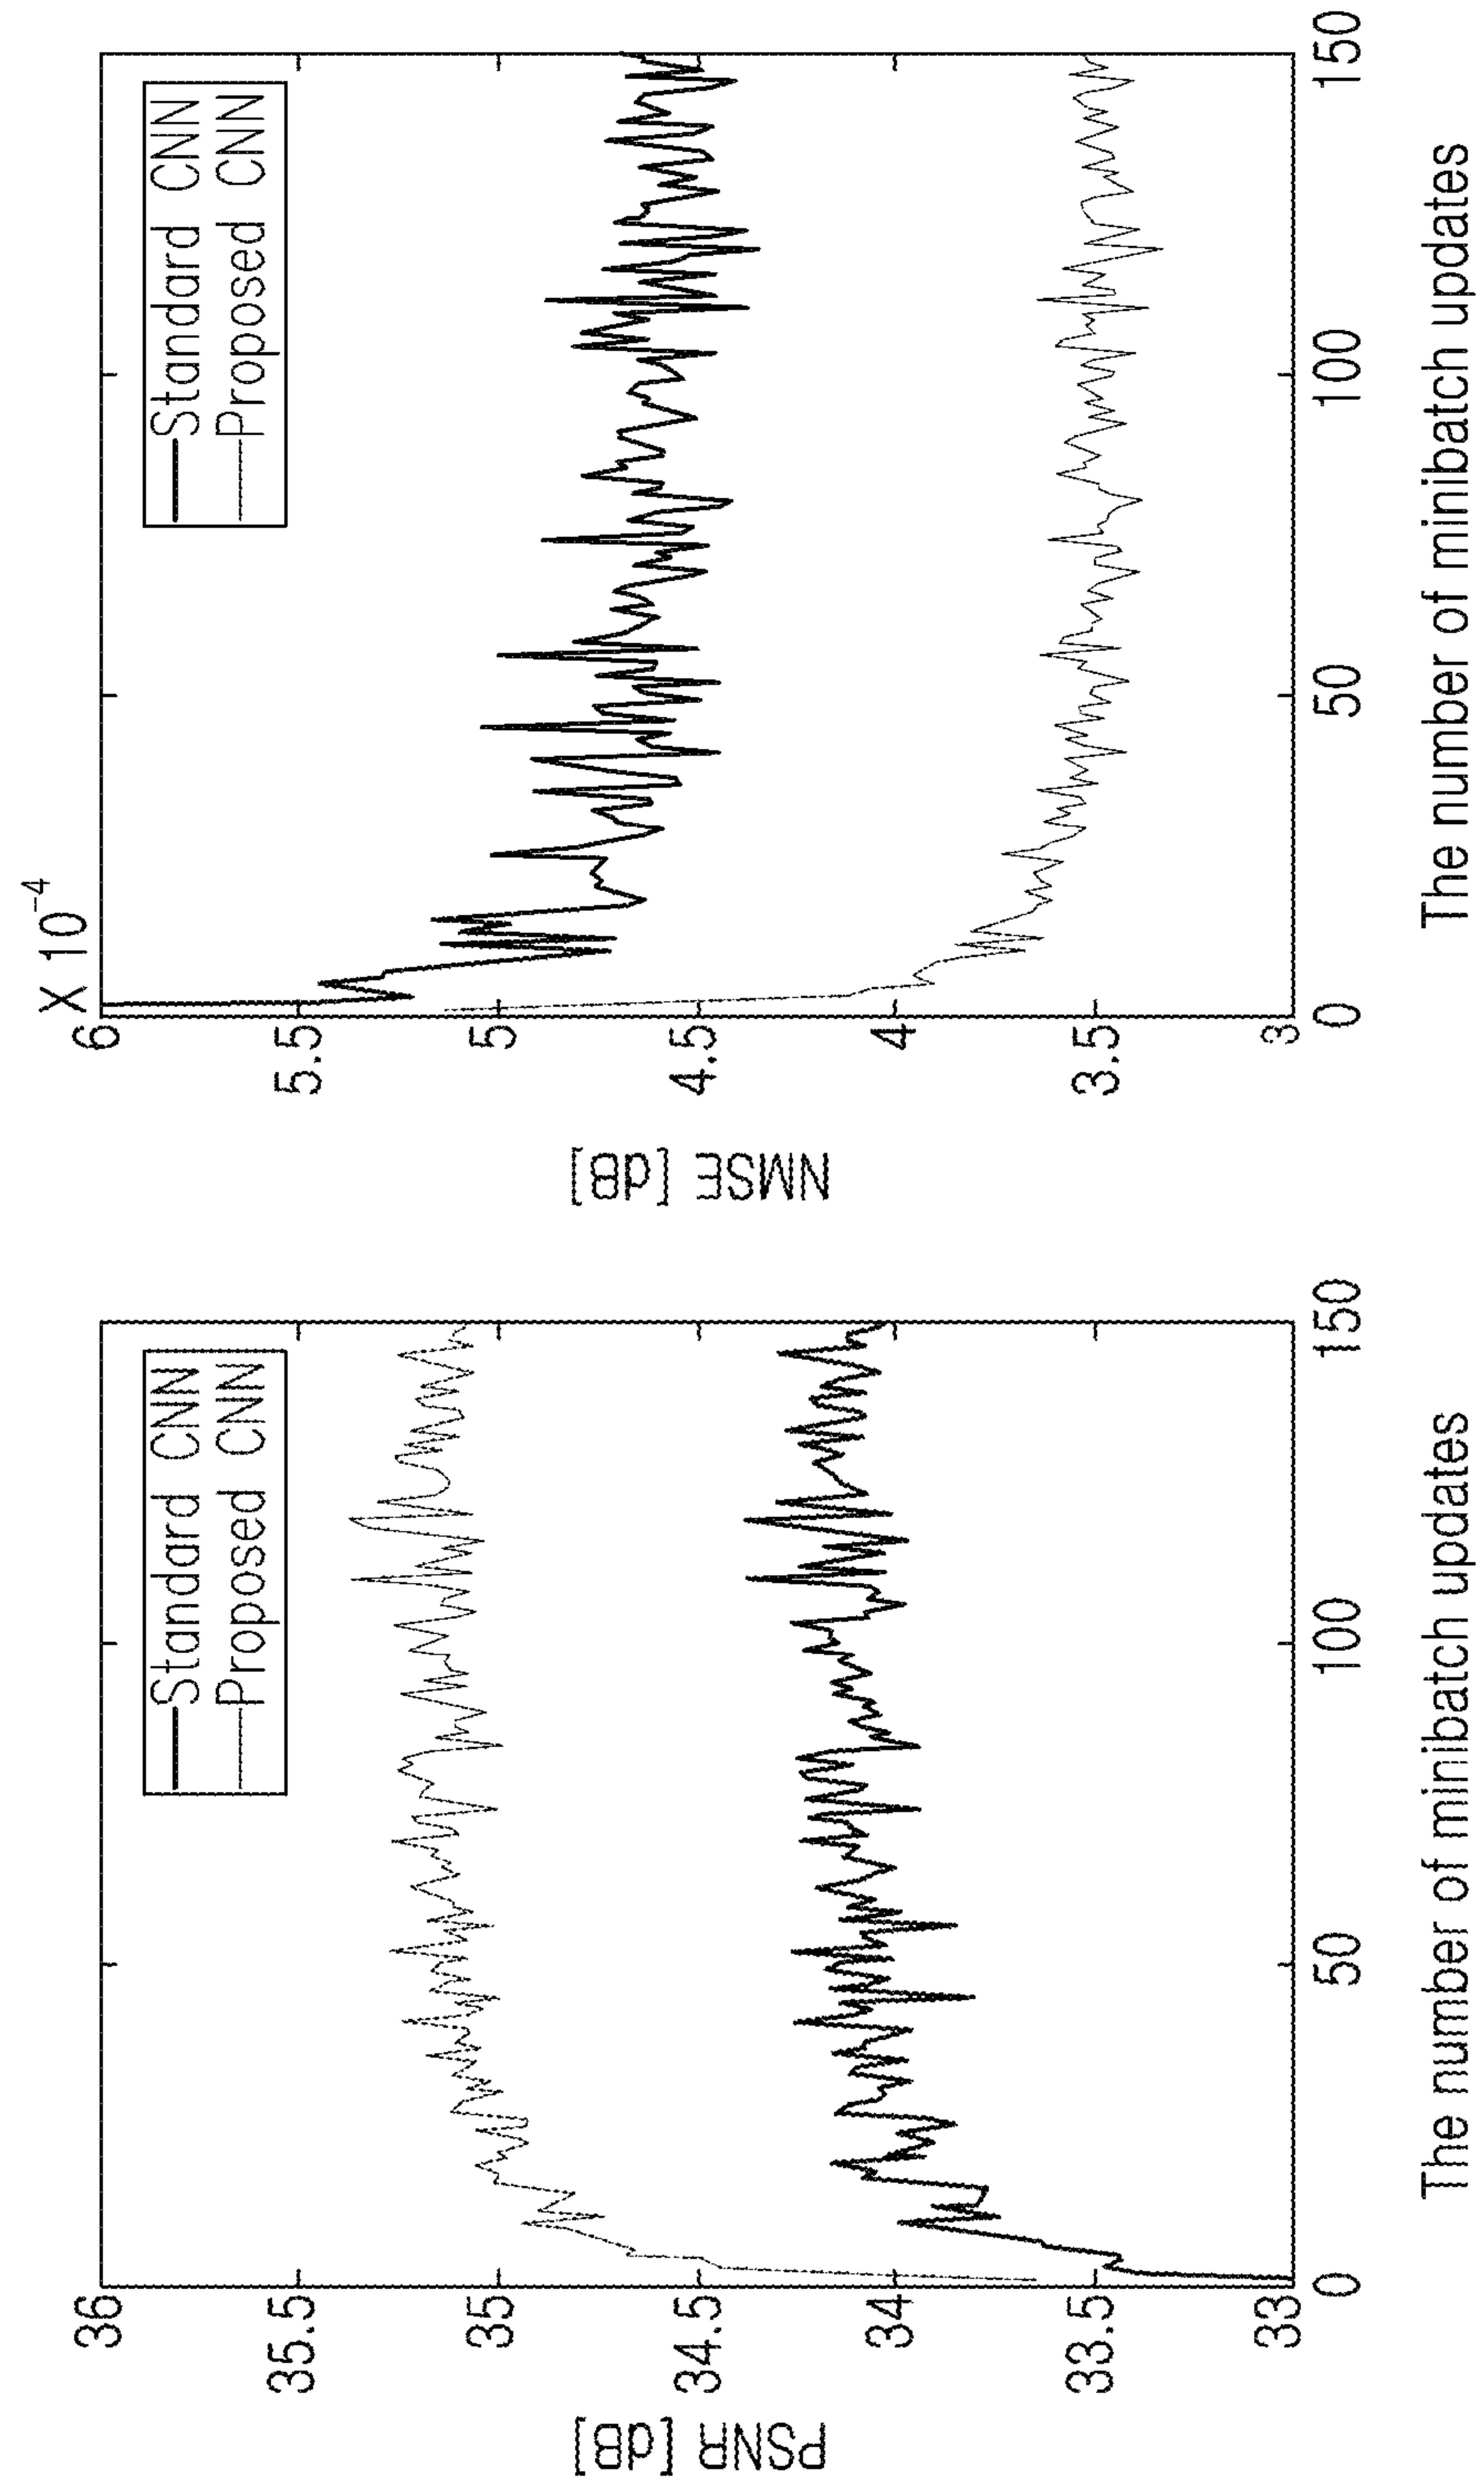 PSNR [dB]
36
35.5
35
34.5
34
33.5
33
0
50
100
150
The number of minibatch updates
Standard CNN
Proposed CNN
NMSE [dB]
X 10⁻⁴
6
5.5
5
4.5
4
3.5
3
0
50
100
150
The number of minibatch updates
Standard CNN
Proposed CNN